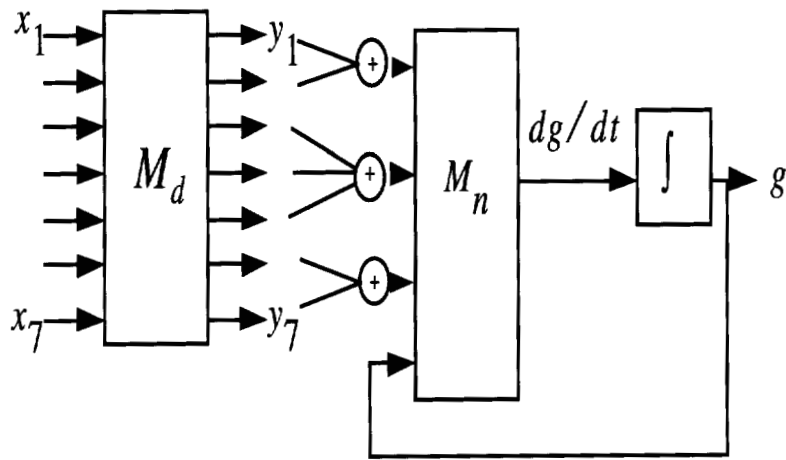 x1
y1
+
dg/dt
Md
+
Mn
∫
g
+
x7
y7